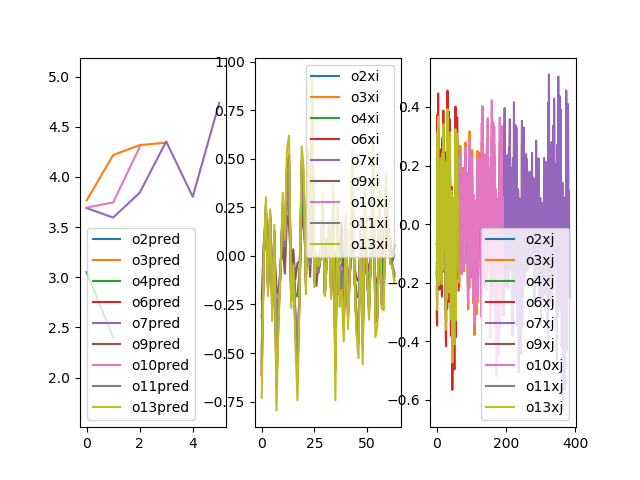 5.0
4.5
4.0
3.5
3.0
2.5
2.0
0
2
4
o2pred
o3pred
o4pred
o6pred
o7pred
o9pred
o10pred
o11pred
o13pred
1.00
0.75
0.50
0.25
0.00
−0.25
−0.50
−0.75
0
25
50
o2xi
o3xi
o4xi
o6xi
o7xi
o9xi
o10xi
o11xi
o13xi
0.4
0.2
0.0
−0.2
−0.4
−0.6
0
200
400
o2xj
o3xj
o4xj
o6xj
o7xj
o9xj
o10xj
o11xj
o13xj